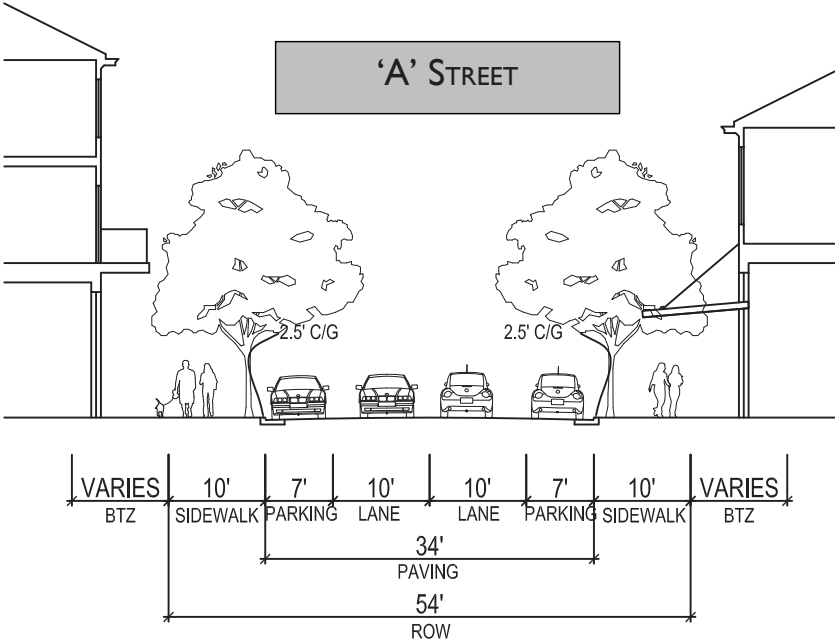 ‘A’ STREET
2.5' C/G 2.5' C/G
VARIES 10' 7' 10' 10' 7' 10' VARIES
BTZ SIDEWALK PARKING LANE LANE PARKING SIDEWALK BTZ
34'
PAVING
54'
ROW